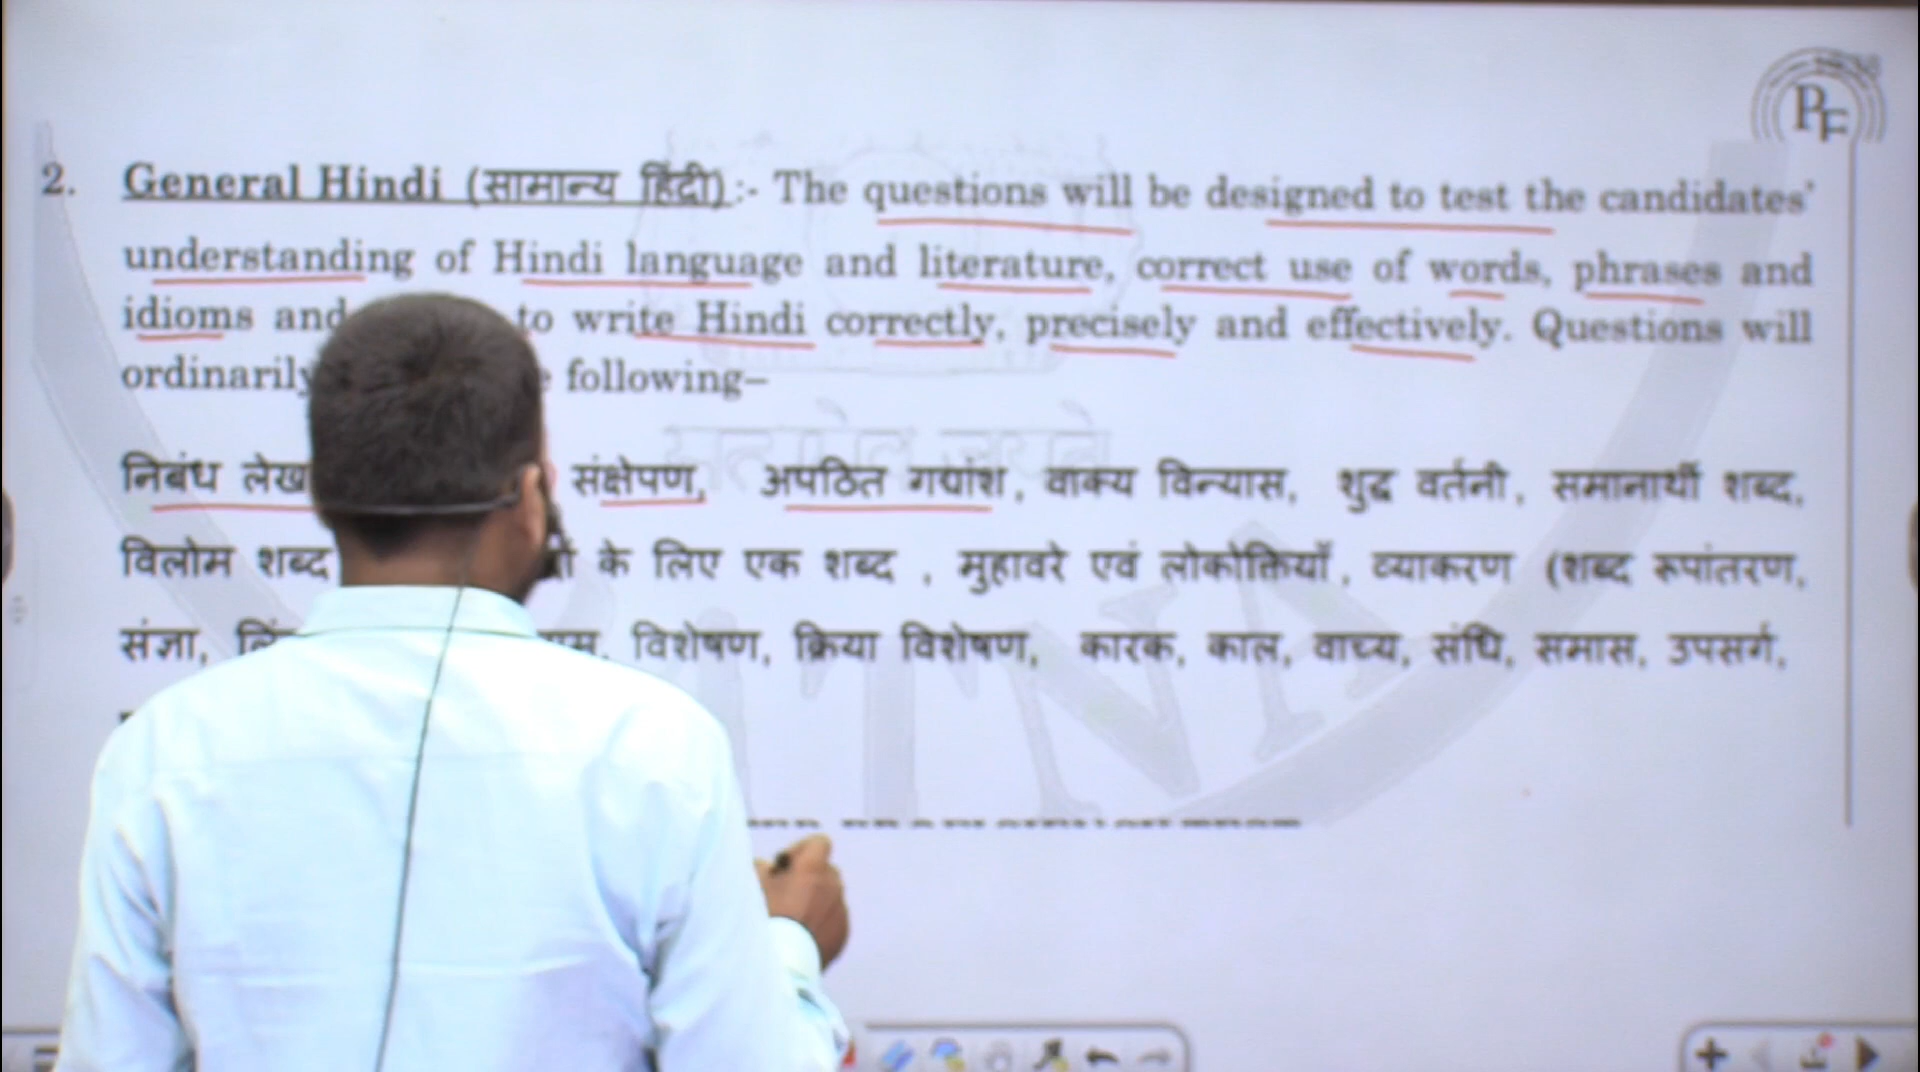 PF
2. General Hindi (सामान्य हिंदी):- The questions will be designed to test the candidates'
understanding of Hindi language and literature, correct use of words, phrases and
idioms and to write Hindi correctly, precisely and effectively. Questions will
ordinarily following–
निबंध संक्षेपण, अपठित गद्यांश, वाक्य विन्यास, शुद्ध वर्तनी, समानार्थी शब्द,
विलोम शब्द के लिए एक शब्द , मुहावरे एवं लोकोक्तियाँ, व्याकरण (शब्द रूपांतरण,
संज्ञा, विशेषण, क्रिया विशेषण, कारक, काल, वाच्य, संधि, समास, उपसर्ग,